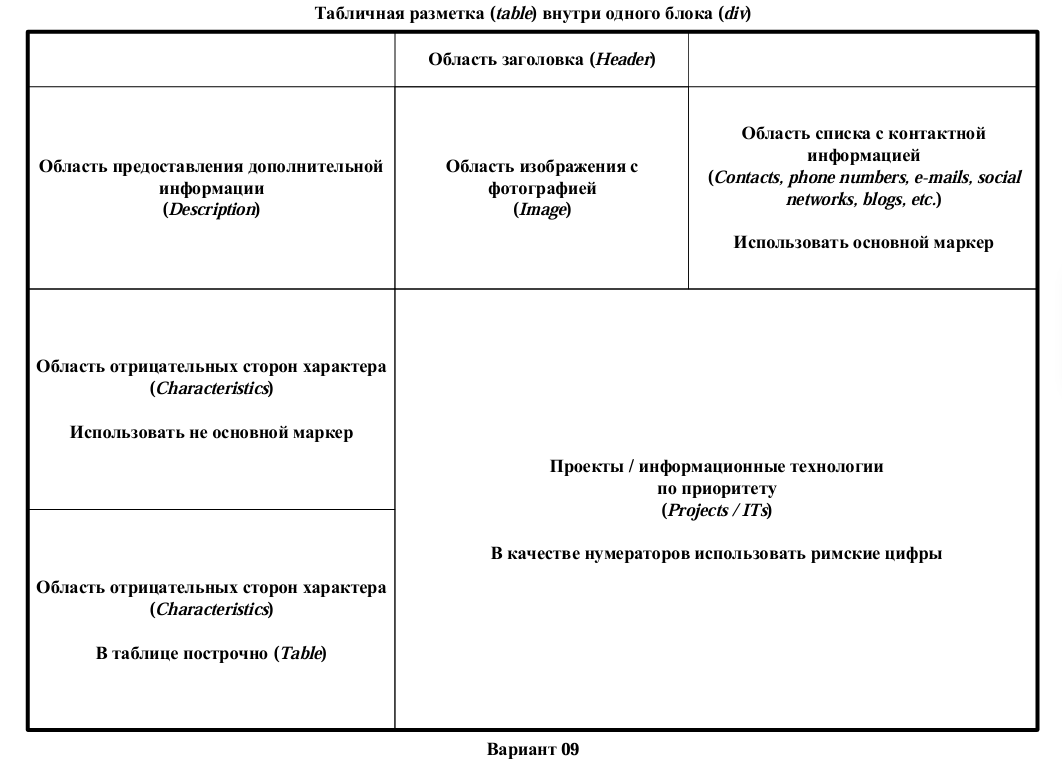 Табличная разметка (table) внутри одного блока (div)
Область заголовка (Header)
Область предоставления дополнительной
информации
(Description)
Область изображения с
фотографией
(Image)
Область списка с контактной
информацией
(Contacts, phone numbers, e-mails, social
networks, blogs, etc.)
Использовать основной маркер
Область отрицательных сторон характера
(Characteristics)
Использовать не основной маркер
Проекты / информационные технологии
по приоритету
(Projects / ITs)
В качестве нумераторов использовать римские цифры
Область отрицательных сторон характера
(Characteristics)
В таблице построчно (Table)
Вариант 09